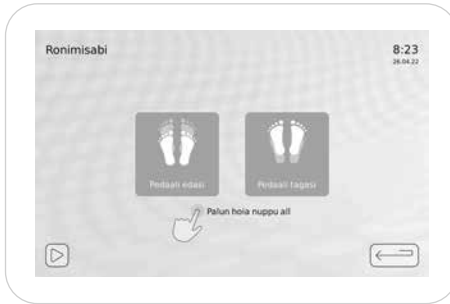 Ronimisabi
8:23
26.04.22
Pedaali edasi
Pedaali tagasi
Palun hoia nuppu all